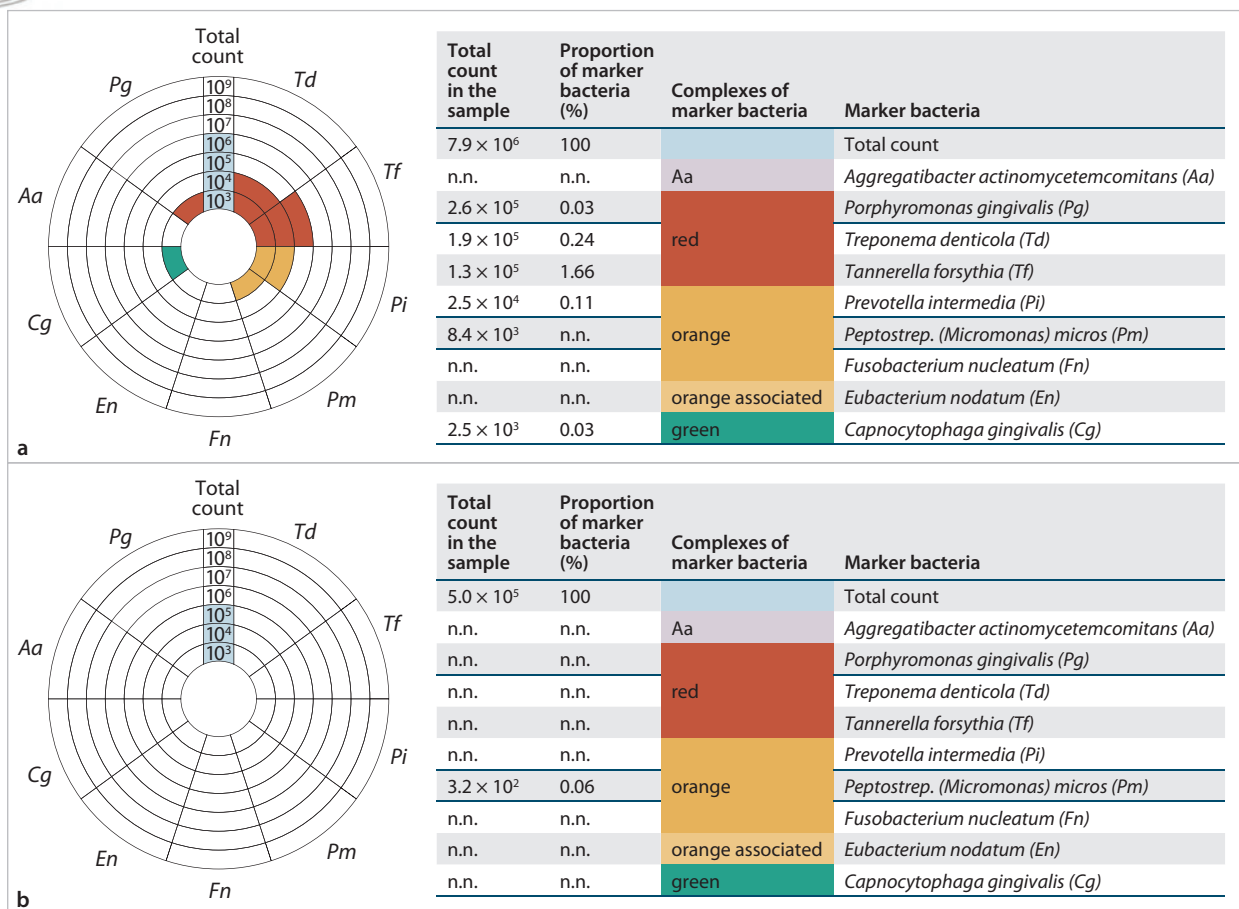 Total
count
Pg
Td
10⁹
10⁸
10⁷
10⁶
10⁵
10⁴
10³
Aa
Tf
Cg
Pi
En
Pm
Fn
a
Total count in the sample Proportion of marker bacteria (%) Complexes of marker bacteria Marker bacteria
7.9 × 10⁶ 100 Total count
n.n. n.n. Aa Aggregatibacter actinomycetemcomitans (Aa)
2.6 × 10⁵ 0.03 Porphyromonas gingivalis (Pg)
1.9 × 10⁵ 0.24 red Treponema denticola (Td)
1.3 × 10⁵ 1.66 Tannerella forsythia (Tf)
2.5 × 10⁴ 0.11 Prevotella intermedia (Pi)
8.4 × 10³ n.n. orange Peptostrep. (Micromonas) micros (Pm)
n.n. n.n. Fusobacterium nucleatum (Fn)
n.n. n.n. orange associated Eubacterium nodatum (En)
2.5 × 10³ 0.03 green Capnocytophaga gingivalis (Cg)
Total
count
Pg
Td
10⁹
10⁸
10⁷
10⁶
10⁵
10⁴
10³
Aa
Tf
Cg
Pi
En
Pm
Fn
b
Total count in the sample Proportion of marker bacteria (%) Complexes of marker bacteria Marker bacteria
5.0 × 10⁵ 100 Total count
n.n. n.n. Aa Aggregatibacter actinomycetemcomitans (Aa)
n.n. n.n. Porphyromonas gingivalis (Pg)
n.n. n.n. red Treponema denticola (Td)
n.n. n.n. Tannerella forsythia (Tf)
n.n. n.n. Prevotella intermedia (Pi)
3.2 × 10² 0.06 orange Peptostrep. (Micromonas) micros (Pm)
n.n. n.n. Fusobacterium nucleatum (Fn)
n.n. n.n. orange associated Eubacterium nodatum (En)
n.n. n.n. green Capnocytophaga gingivalis (Cg)